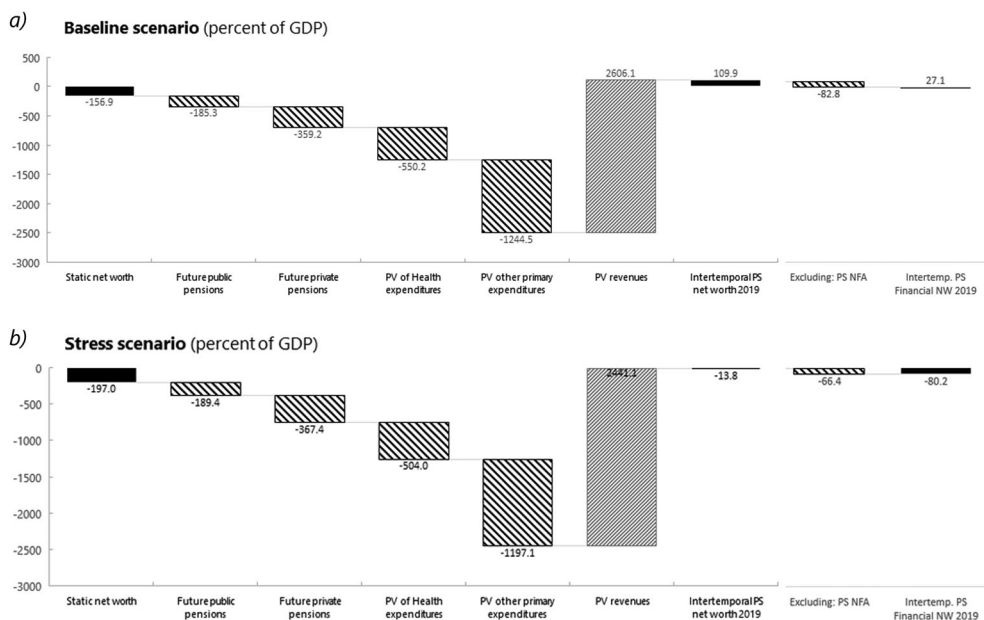 a)
Baseline scenario (percent of GDP)
500
0
-500
-1000
-1500
-2000
-2500
-3000
-156.9
-185.3
-359.2
-550.2
-1244.5
2606.1
109.9
-82.8
27.1
Static net worth
Future public
pensions
Future private
pensions
PV of Health
expenditures
PV other primary
expenditures
PV revenues
Intertemporal PS
net worth 2019
Excluding: PS NFA
Intertemp. PS
Financial NW 2019
b)
Stress scenario (percent of GDP)
0
-500
-1000
-1500
-2000
-2500
-3000
-197.0
-189.4
-367.4
-504.0
-1197.1
2441.1
-13.8
-66.4
-80.2
Static net worth
Future public
pensions
Future private
pensions
PV of Health
expenditures
PV other primary
expenditures
PV revenues
Intertemporal PS
net worth 2019
Excluding: PS NFA
Intertemp. PS
Financial NW 2019